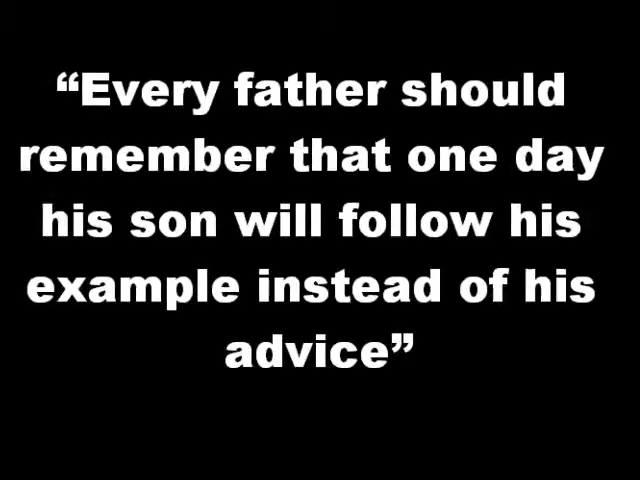 “Every father should
remember that one day
his son will follow his
example instead of his
advice”